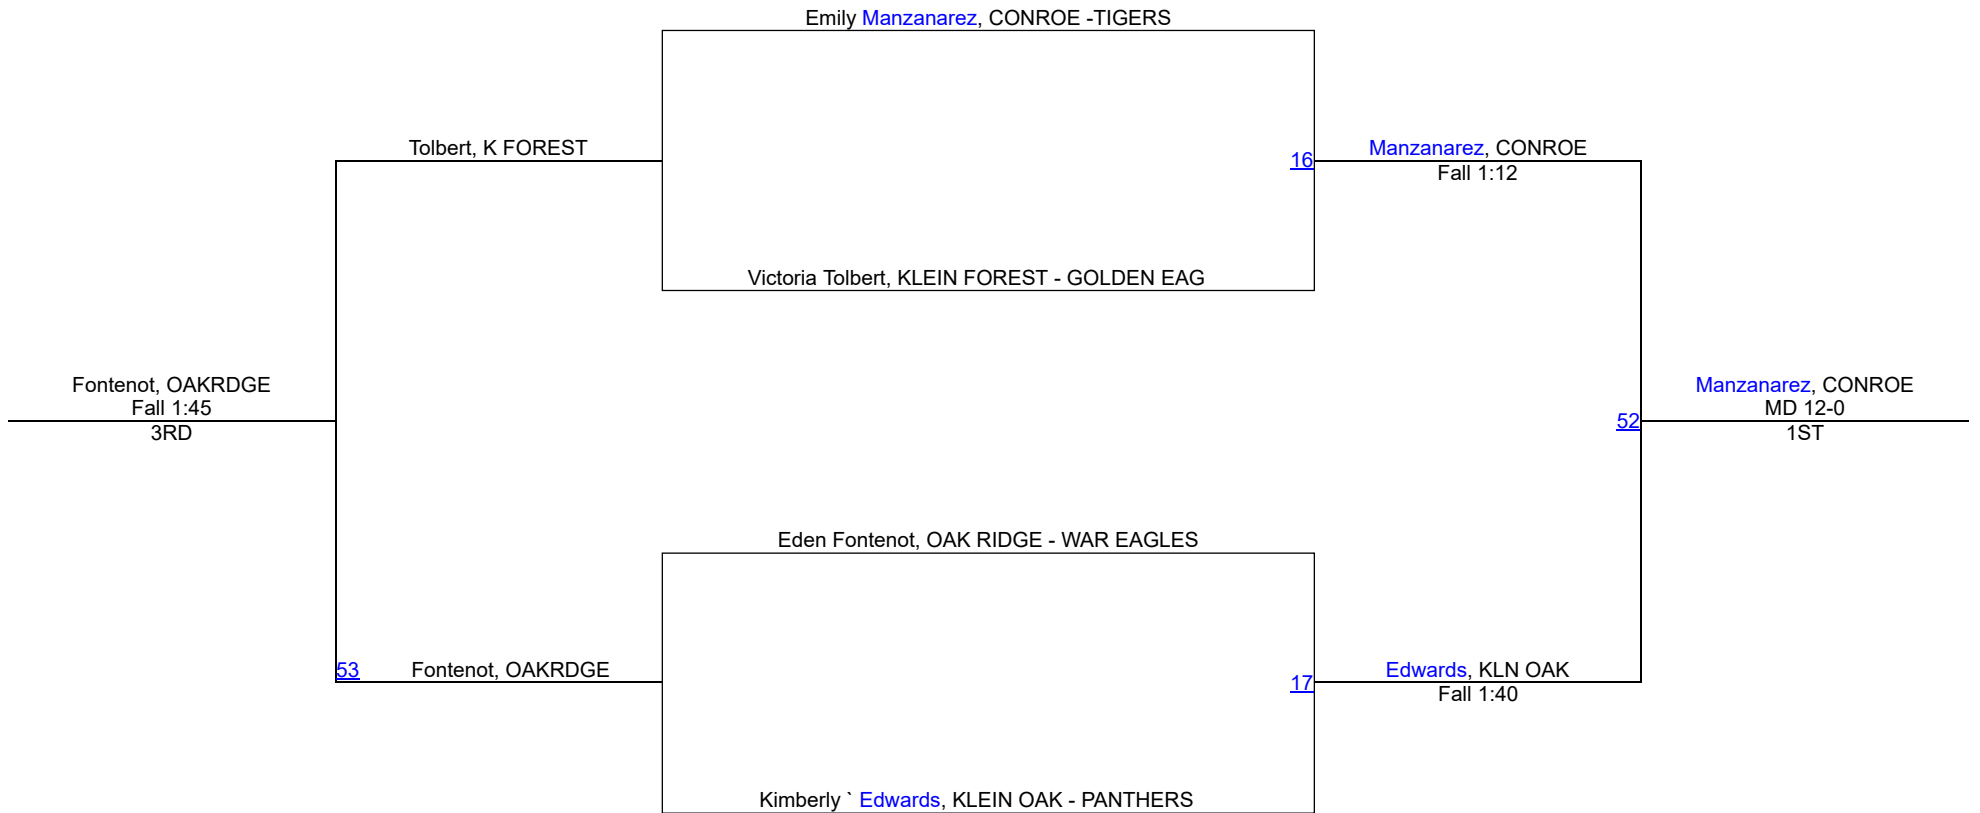 Emily Manzanarez, CONROE -TIGERS
Tolbert, K FOREST
16
Manzanarez, CONROE
Fall 1:12
Victoria Tolbert, KLEIN FOREST - GOLDEN EAG
Fontenot, OAKRDGE
Fall 1:45
3RD
52
Manzanarez, CONROE
MD 12-0
1ST
Eden Fontenot, OAK RIDGE - WAR EAGLES
53
Fontenot, OAKRDGE
17
Edwards, KLN OAK
Fall 1:40
Kimberly ` Edwards, KLEIN OAK - PANTHERS